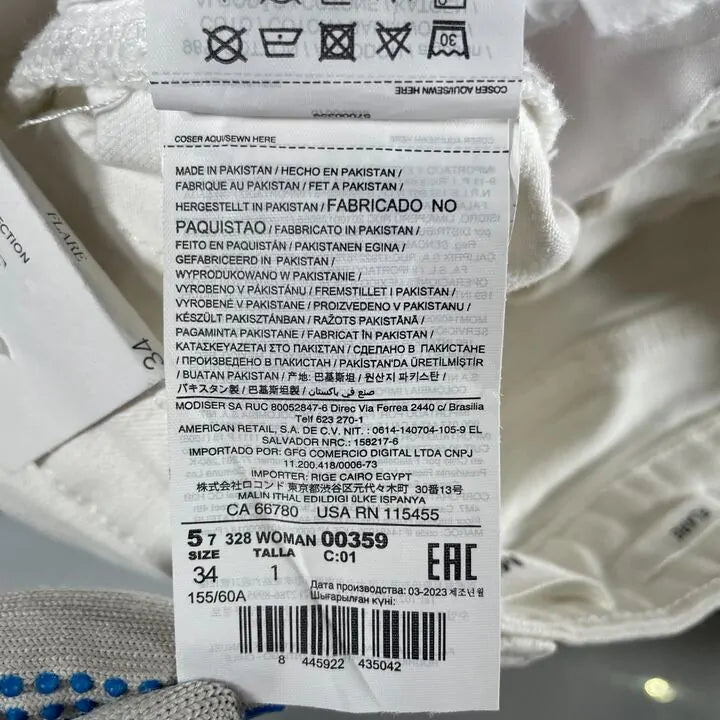 30
COSER AQUI/SEWN HERE
COSER AQUI/SEWN HERE
MADE IN PAKISTAN / HECHO EN PAKISTAN /
FABRIQUE AU PAKISTAN / FET A PAKISTAN /
HERGESTELLT IN PAKISTAN / FABRICADO NO
PAQUISTAO / FABBRICATO IN PAKISTAN /
FEITO EN PAQUISTÁN / PAKISTANEN EGINA /
GEFABRICEERD IN PAKISTAN /
WYPRODUKOWANO W PAKISTANIE /
VYROBENO V PÁKISTÁNU / FREMSTILLET I PAKISTAN /
VYROBENÉ V PAKISTANE / PROIZVEDENO V PAKISTANU /
KÉSZÜLT PAKISZTÁNBAN / RAŽOTS PAKISTĀNĀ /
PAGAMINTA PAKISTANE / FABRICAT ÎN PAKISTAN /
ΚΑΤΑΣΚΕΥΑΖΕΤΑΙ ΣΤΟ ΠΑΚΙΣΤΑΝ / СДЕЛАНО В ПАКИСТАНЕ
/ ПРОИЗВЕДЕНО В ПАКИСТАН / PAKISTAN'DA ÜRETİLMİŞTİR
/ BUATAN PAKISTAN / 产地: 巴基斯坦 / 원산지 파키스탄 /
パキスタン製 / 巴基斯坦製 / صنع في باكستان
MODISER SA RUC 80052847-6 Direc Via Ferrea 2440 c/ Brasilia
Telf 623 270-1
AMERICAN RETAIL, S.A. DE C.V. NIT. : 0614-140704-105-9 EL
SALVADOR NRC.: 158217-6
IMPORTADO POR: GFG COMERCIO DIGITAL LTDA CNPJ
11.200.418/0006-73
IMPORTER: RIGE CAIRO EGYPT
株式会社ロコンド 東京都渋谷区元代々木町 30番13号
MALIN ITHAL EDILDIGI ÜLKE ISPANYA
CA 66780 USA RN 115455
57 328 WOMAN 00359
SIZE TALLA C:01
34 1
155/60A
EAC
Дата производства: 03-2023 제조년월
Шығарылған күні:
8 445922 435042
FLARE
34